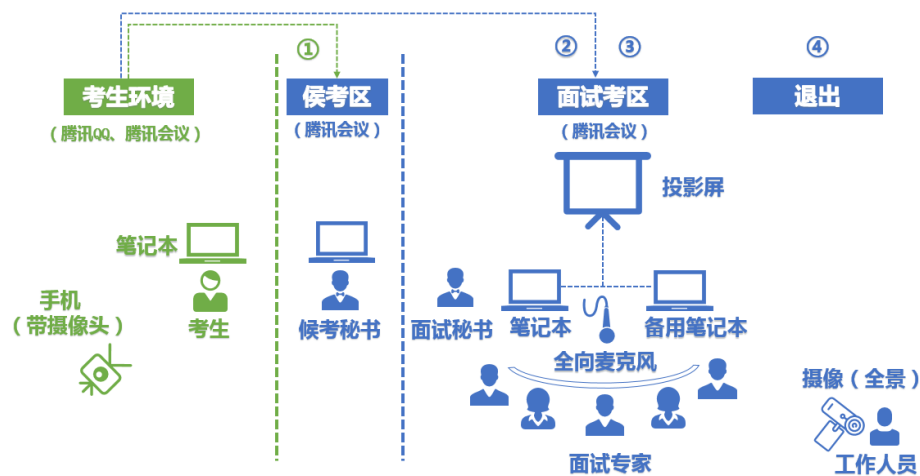 ①
②
③
④
考生环境
侯考区
面试考区
退出
（腾讯QQ、腾讯会议）
（腾讯会议）
（腾讯会议）
投影屏
笔记本
手机
（带摄像头）
考生
候考秘书
面试秘书
笔记本
备用笔记本
全向麦克风
摄像（全景）
面试专家
工作人员